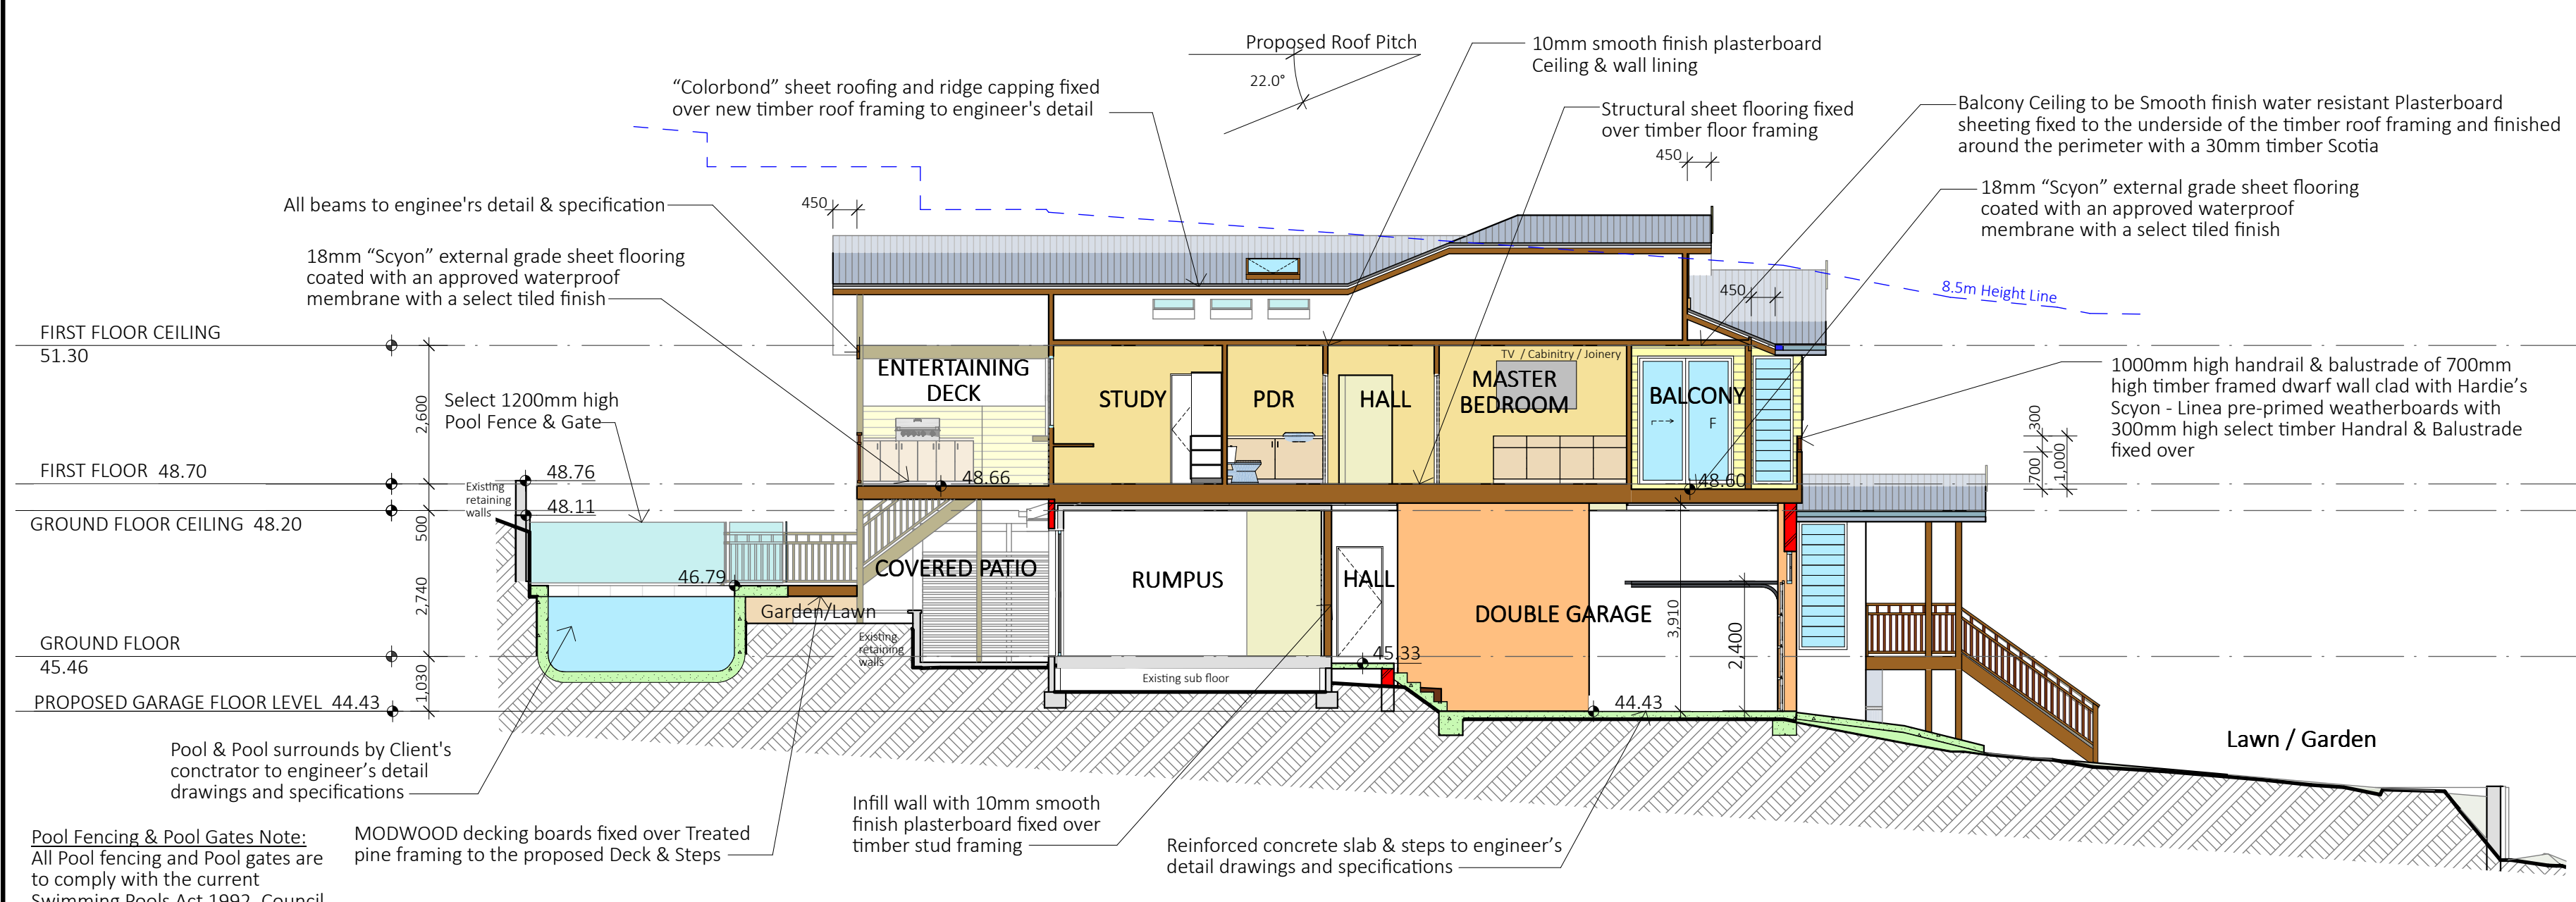 Proposed Roof Pitch
22.0°
10mm smooth finish plasterboard
Ceiling & wall lining
“Colorbond” sheet roofing and ridge capping fixed
over new timber roof framing to engineer's detail
Structural sheet flooring fixed
over timber floor framing
Balcony Ceiling to be Smooth finish water resistant Plasterboard
sheeting fixed to the underside of the timber roof framing and finished
around the perimeter with a 30mm timber Scotia
450
18mm “Scyon” external grade sheet flooring
coated with an approved waterproof
membrane with a select tiled finish
All beams to enginee'rs detail & specification
450
18mm “Scyon” external grade sheet flooring
coated with an approved waterproof
membrane with a select tiled finish
450
8.5m Height Line
FIRST FLOOR CEILING
51.30
2,600
Select 1200mm high
Pool Fence & Gate
ENTERTAINING
DECK
STUDY
PDR
HALL
TV / Cabinitry / Joinery
MASTER
BEDROOM
BALCONY
F
1000mm high handrail & balustrade of 700mm
high timber framed dwarf wall clad with Hardie’s
Scyon - Linea pre-primed weatherboards with
300mm high select timber Handral & Balustrade
fixed over
300
700
1,000
FIRST FLOOR 48.70
48.76
48.66
48.60
Existing
retaining
walls
48.11
GROUND FLOOR CEILING 48.20
500
46.79
COVERED PATIO
RUMPUS
HALL
DOUBLE GARAGE
3,910
2,400
2,740
Garden/Lawn
Existing
retaining
walls
GROUND FLOOR
45.46
45.33
Existing sub floor
1,030
PROPOSED GARAGE FLOOR LEVEL 44.43
44.43
Lawn / Garden
Pool & Pool surrounds by Client's
conctrator to engineer’s detail
drawings and specifications
Infill wall with 10mm smooth
finish plasterboard fixed over
timber stud framing
MODWOOD decking boards fixed over Treated
pine framing to the proposed Deck & Steps
Reinforced concrete slab & steps to engineer’s
detail drawings and specifications
Pool Fencing & Pool Gates Note:
All Pool fencing and Pool gates are
to comply with the current
Swimming Pools Act 1992, Council